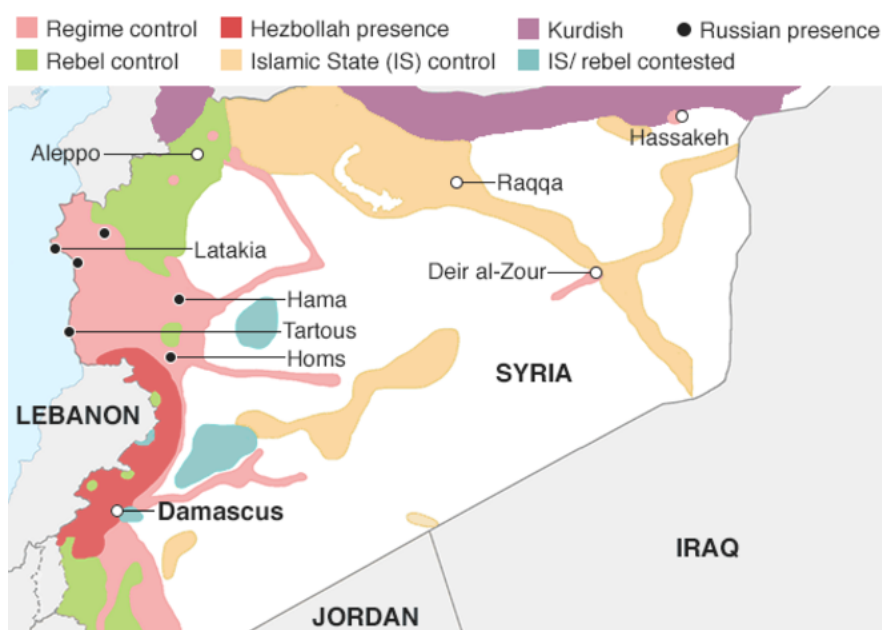 Regime control
Hezbollah presence
Kurdish
Russian presence
Rebel control
Islamic State (IS) control
IS/ rebel contested
Aleppo
Hassakeh
Raqqa
Latakia
Deir al-Zour
Hama
Tartous
Homs
SYRIA
LEBANON
Damascus
IRAQ
JORDAN